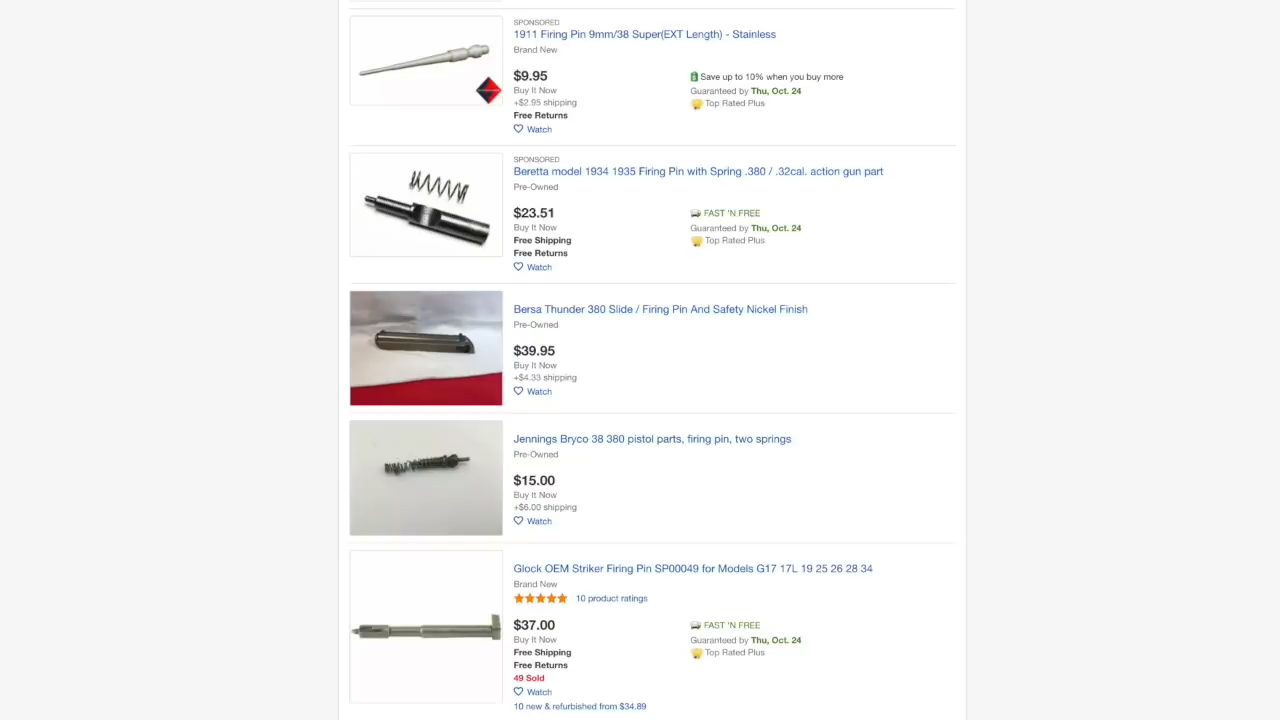 SPONSORED
1911 Firing Pin 9mm/38 Super(EXT Length) - Stainless
Brand New
$9.95
Buy It Now
+$2.95 shipping
Free Returns
Watch
Save up to 10% when you buy more
Guaranteed by Thu, Oct. 24
Top Rated Plus
SPONSORED
Beretta model 1934 1935 Firing Pin with Spring .380 / .32cal. action gun part
Pre-Owned
$23.51
Buy It Now
Free Shipping
Free Returns
Watch
FAST 'N FREE
Guaranteed by Thu, Oct. 24
Top Rated Plus
Bersa Thunder 380 Slide / Firing Pin And Safety Nickel Finish
Pre-Owned
$39.95
Buy It Now
+$4.33 shipping
Watch
Jennings Bryco 38 380 pistol parts, firing pin, two springs
Pre-Owned
$15.00
Buy It Now
+$6.00 shipping
Watch
Glock OEM Striker Firing Pin SP00049 for Models G17 17L 19 25 26 28 34
Brand New
10 product ratings
$37.00
Buy It Now
Free Shipping
Free Returns
49 Sold
Watch
10 new & refurbished from $34.89
FAST 'N FREE
Guaranteed by Thu, Oct. 24
Top Rated Plus